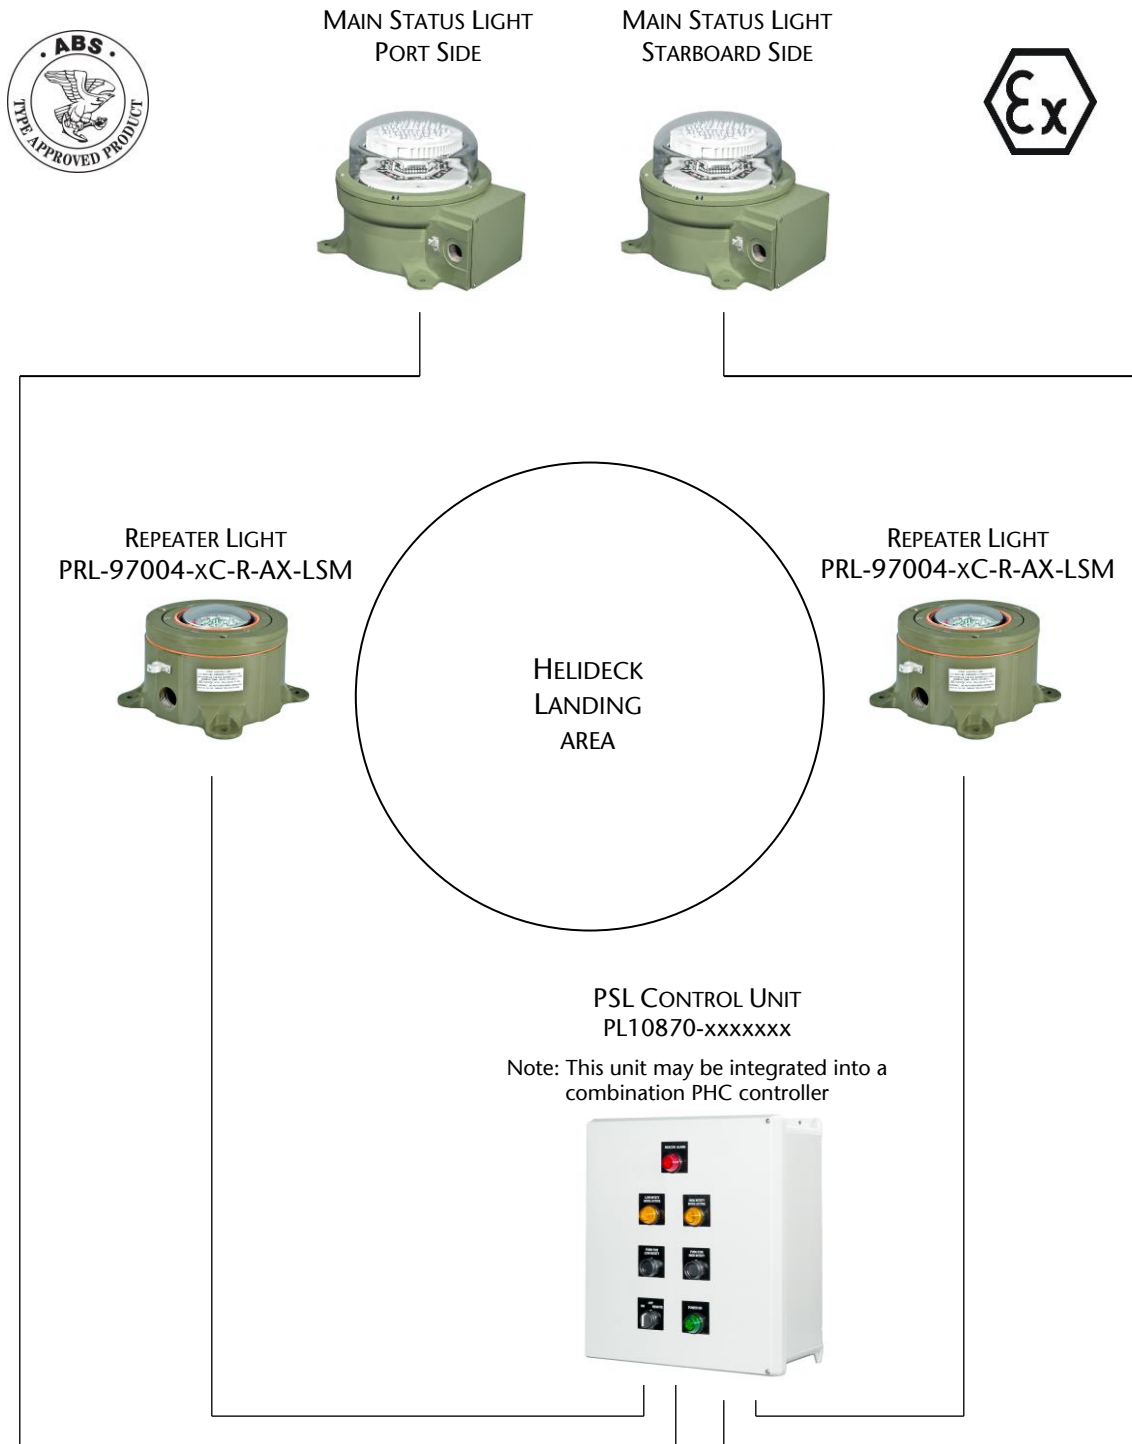 ABS
TYPE APPROVED PRODUCT
MAIN STATUS LIGHT
PORT SIDE
MAIN STATUS LIGHT
STARBOARD SIDE
Ex
REPEATER LIGHT
PRL-97004-xC-R-AX-LSM
REPEATER LIGHT
PRL-97004-xC-R-AX-LSM
HELIDECK
LANDING
AREA
PSL CONTROL UNIT
PL10870-xxxxxxx
Note: This unit may be integrated into a
combination PHC controller
POWER ON